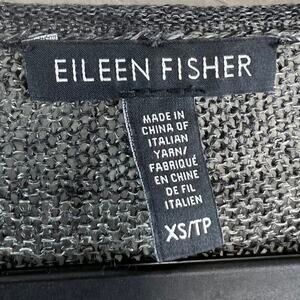 EILEEN FISHER
MADE IN
CHINA OF
ITALIAN
YARN/
FABRIQUÉ
EN CHINE
DE FIL
ITALIEN
XS/TP